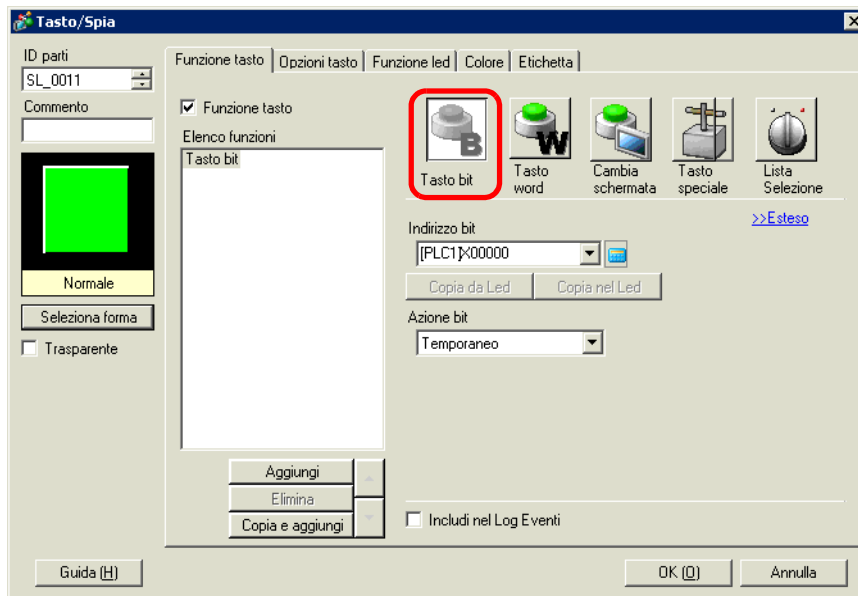 Tasto/Spia
ID parti
SL_0011
Commento
Normale
Seleziona forma
Trasparente
Funzione tasto
Opzioni tasto
Funzione led
Colore
Etichetta
Funzione tasto
Elenco funzioni
Tasto bit
Aggiungi
Elimina
Copia e aggiungi
B
Tasto bit
W
Tasto
word
Cambia
schermata
Tasto
speciale
Lista
Selezione
>>Esteso
Indirizzo bit
[PLC1]X00000
Copia da Led
Copia nel Led
Azione bit
Temporaneo
Includi nel Log Eventi
Guida (H)
OK (O)
Annulla